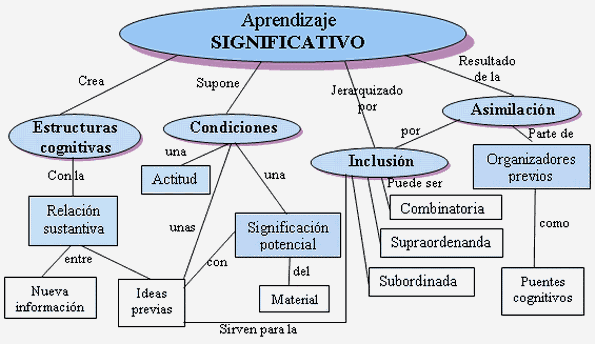 Aprendizaje
SIGNIFICATIVO
Crea
Supone
Jerarquizado
por
Resultado
de la
Estructuras
cognitivas
Condiciones
Asimilación
Inclusión
por
Parte de
Con la
una
una
unas
Actitud
Puede ser
Organizadores
previos
Relación
sustantiva
Significación
potencial
Combinatoria
Supraordenanda
Subordinada
como
entre
con
del
Nueva
información
Ideas
previas
Material
Puentes
cognitivos
Sirven para la